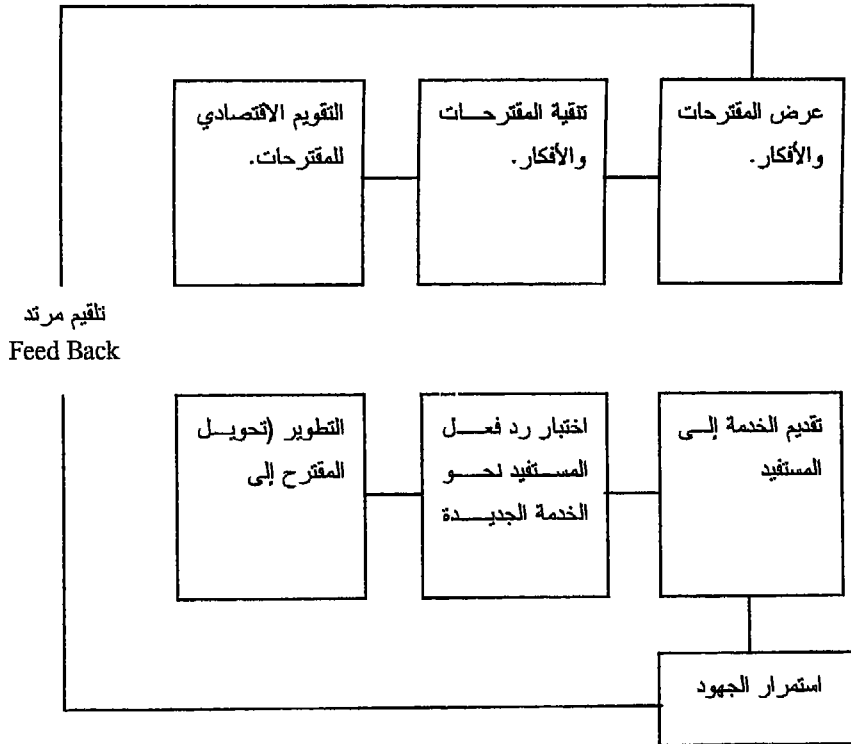 عرض المقترحات
والأفكار.
تنقية المقترحات
والأفكار.
التقويم الاقتصادي
للمقترحات.
تلقيم مرتد
Feed Back
تقديم الخدمة إلى
المستفيد
اختبار رد فعل
المستفيد نحو
الخدمة الجديدة
التطوير (تحويل
المقترح إلى
استمرار الجهود